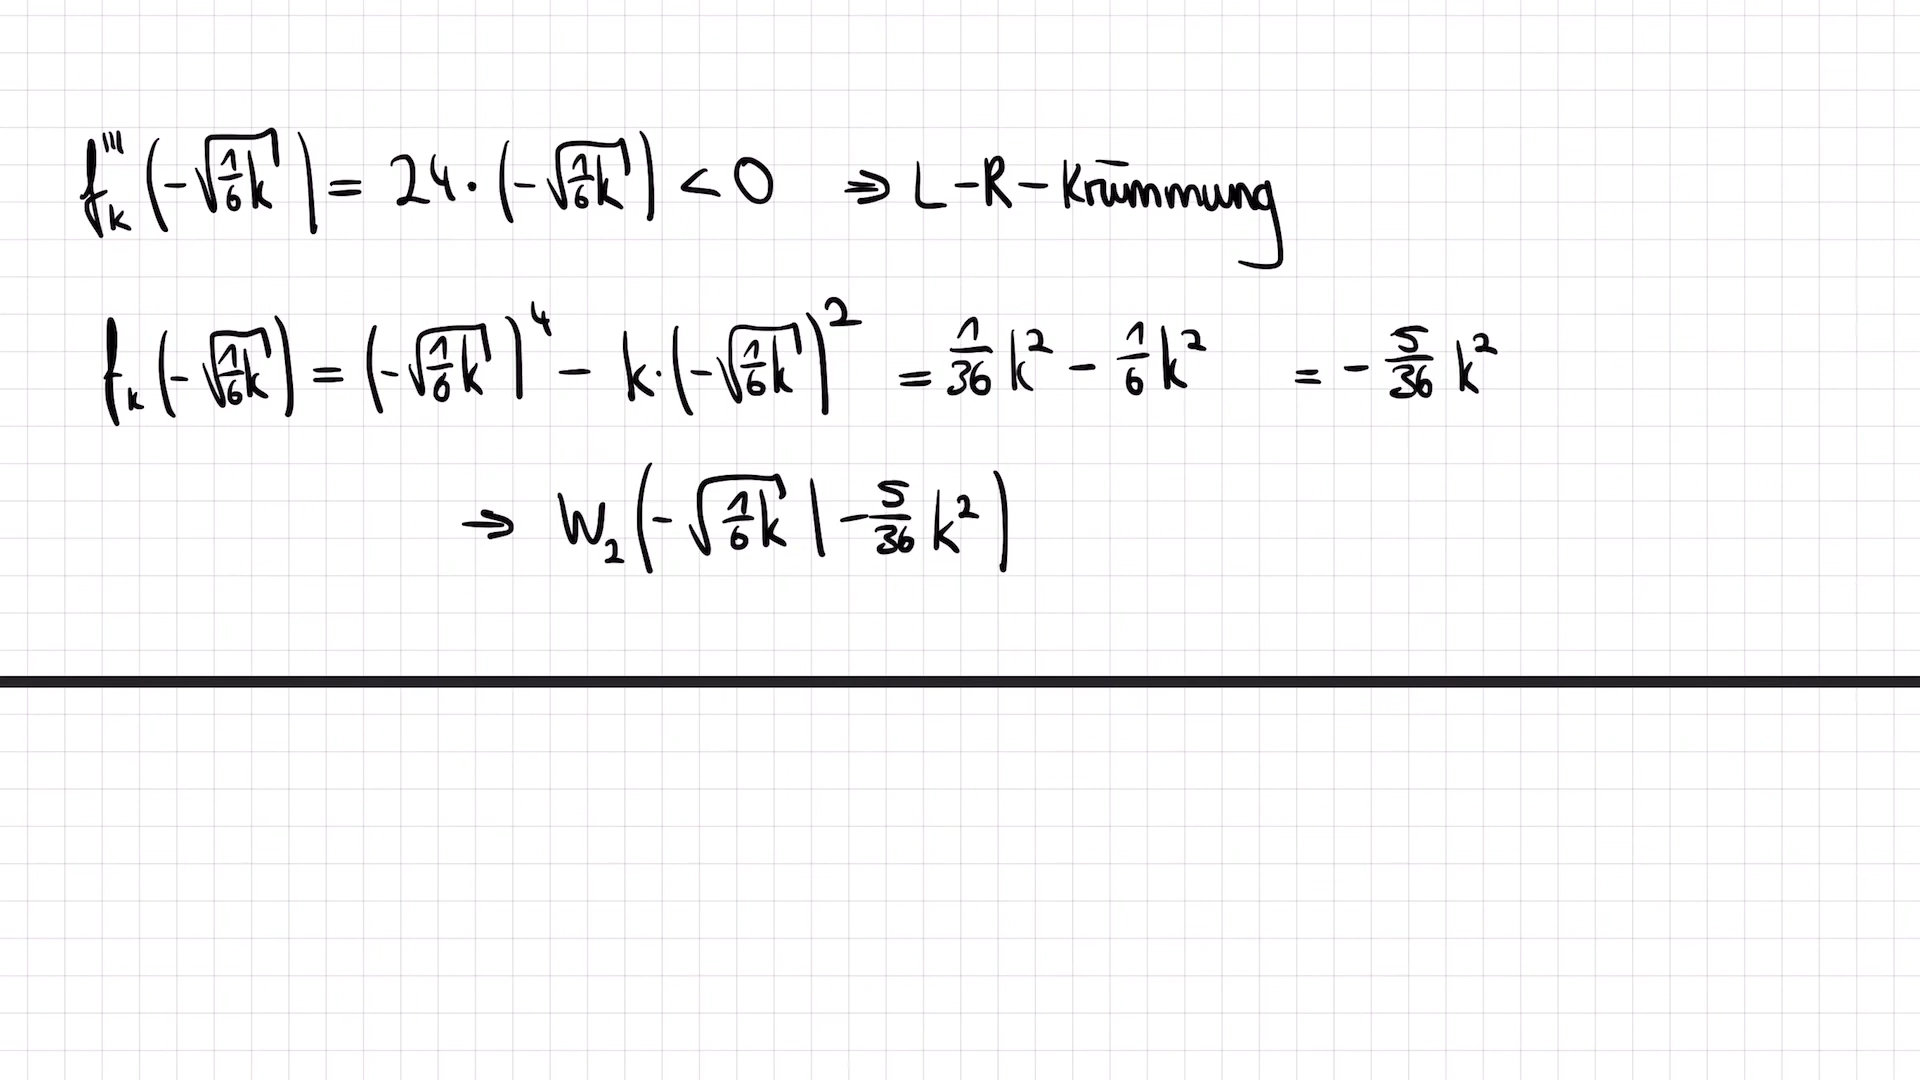 f'''ₖ(-√(1/6 k)) = 24 · (-√(1/6 k)) < 0 ⇒ L-R-Krümmung
fₖ(-√(1/6 k)) = (-√(1/6 k))⁴ - k·(-√(1/6 k))² = 1/36 k² - 1/6 k² = - 5/36 k²
⇒ W₂(-√(1/6 k) | -5/36 k²)